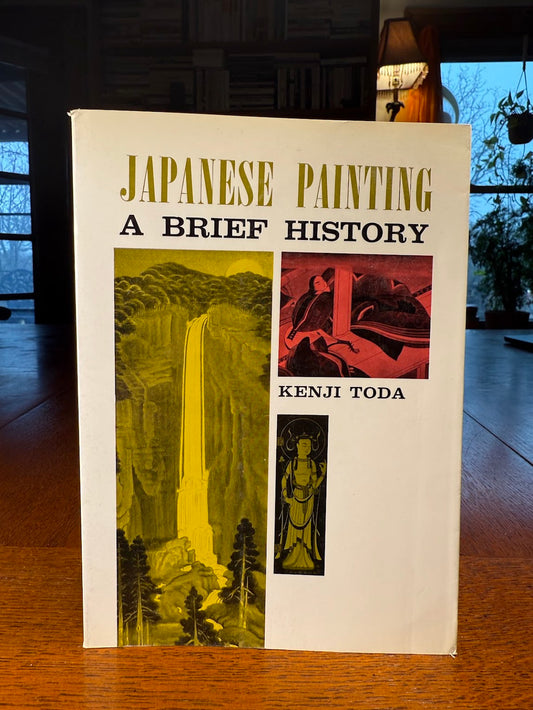 JAPANESE PAINTING
A BRIEF HISTORY
KENJI TODA